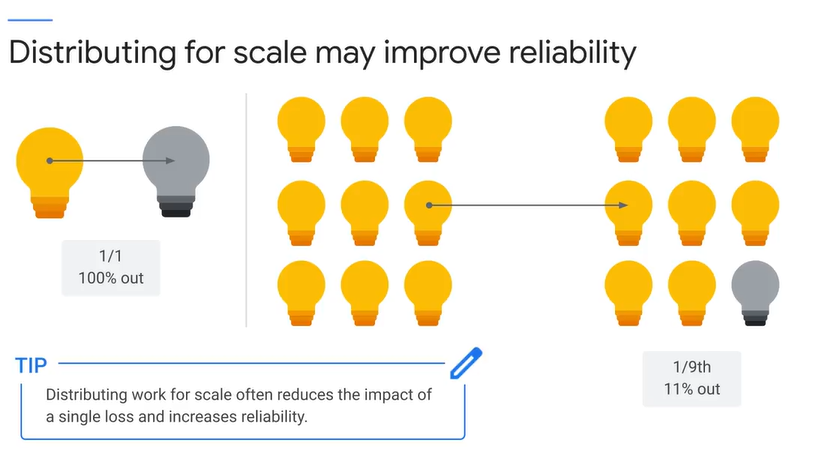 Distributing for scale may improve reliability
1/1
100% out
1/9th
11% out
TIP
Distributing work for scale often reduces the impact of
a single loss and increases reliability.